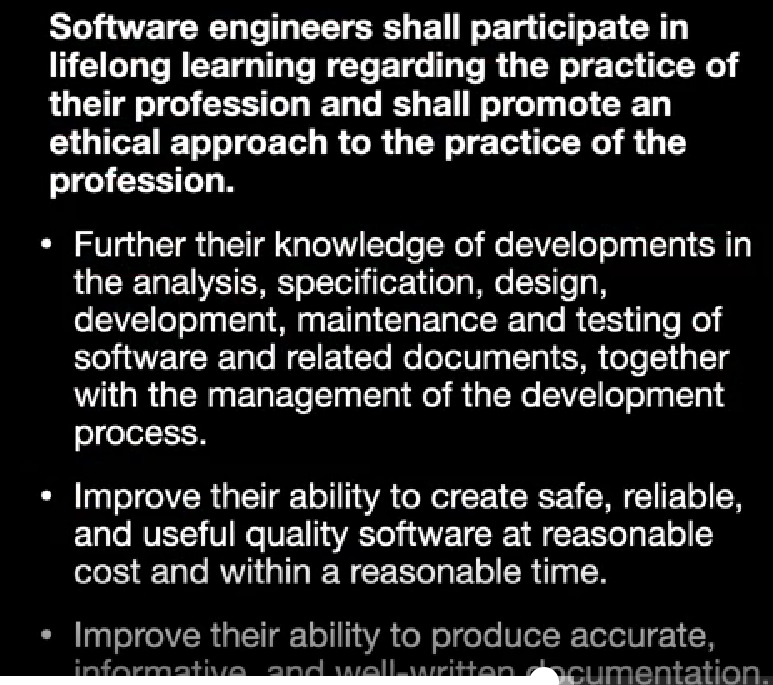 Software engineers shall participate in
lifelong learning regarding the practice of
their profession and shall promote an
ethical approach to the practice of the
profession.
• Further their knowledge of developments in
the analysis, specification, design,
development, maintenance and testing of
software and related documents, together
with the management of the development
process.
• Improve their ability to create safe, reliable,
and useful quality software at reasonable
cost and within a reasonable time.
• Improve their ability to produce accurate,
informative, and well-written documentation.